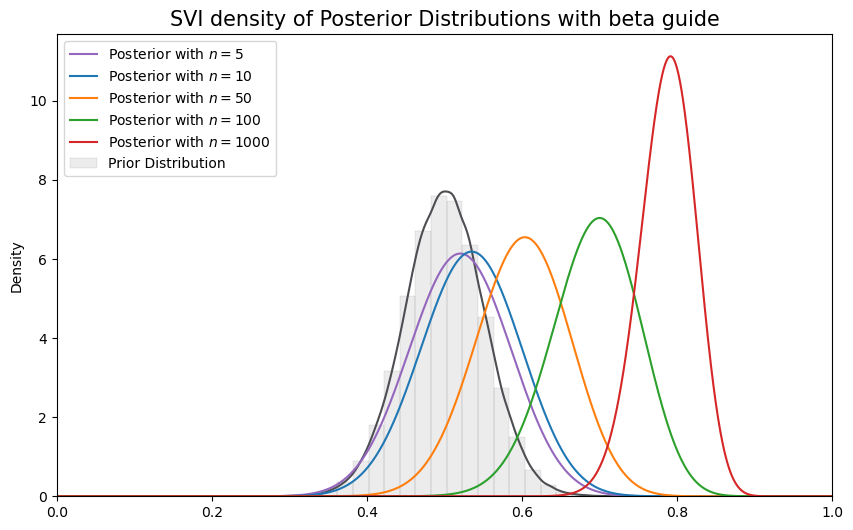 SVI density of Posterior Distributions with beta guide
Posterior with n = 5
Posterior with n = 10
Posterior with n = 50
Posterior with n = 100
Posterior with n = 1000
Prior Distribution
Density
10
8
6
4
2
0
0.0 0.2 0.4 0.6 0.8 1.0